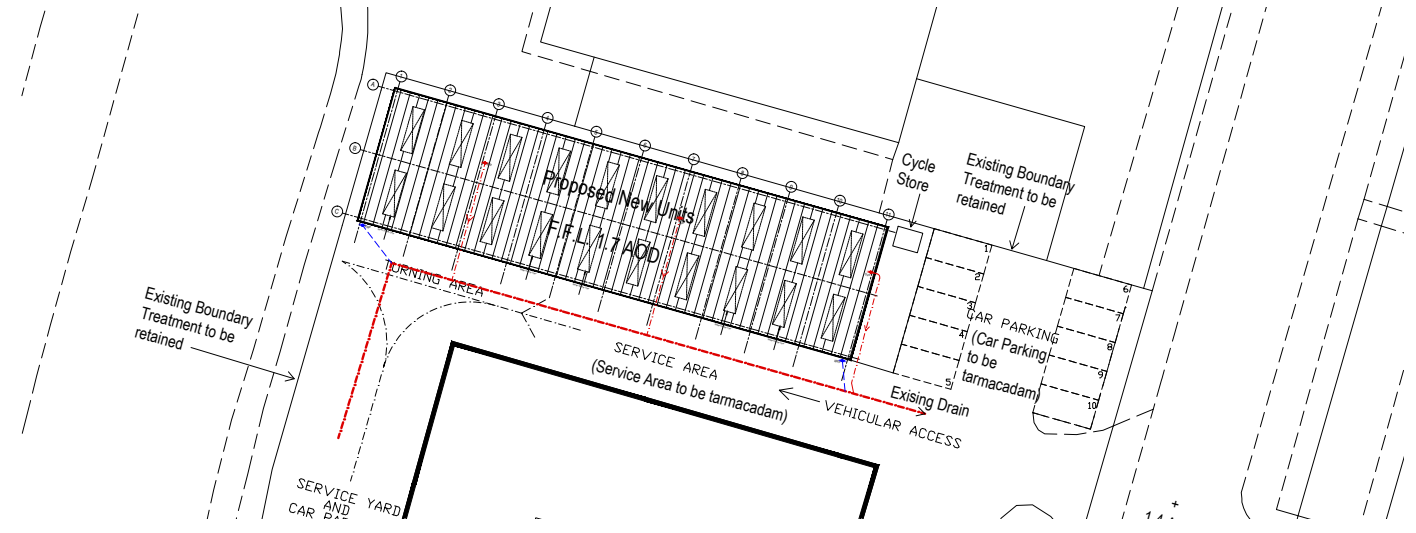 Cycle
Store
Existing Boundary
Treatment to be
retained
A
B
C
Proposed New Units
F.F.L. 1.7 AOD
TURNING AREA
Existing Boundary
Treatment to be
retained
SERVICE AREA
(Service Area to be tarmacadam)
VEHICULAR ACCESS
Exising Drain
CAR PARKING
(Car Parking
to be
tarmacadam)
1
2
3
4
5
6
7
8
9
10
SERVICE YARD
AND